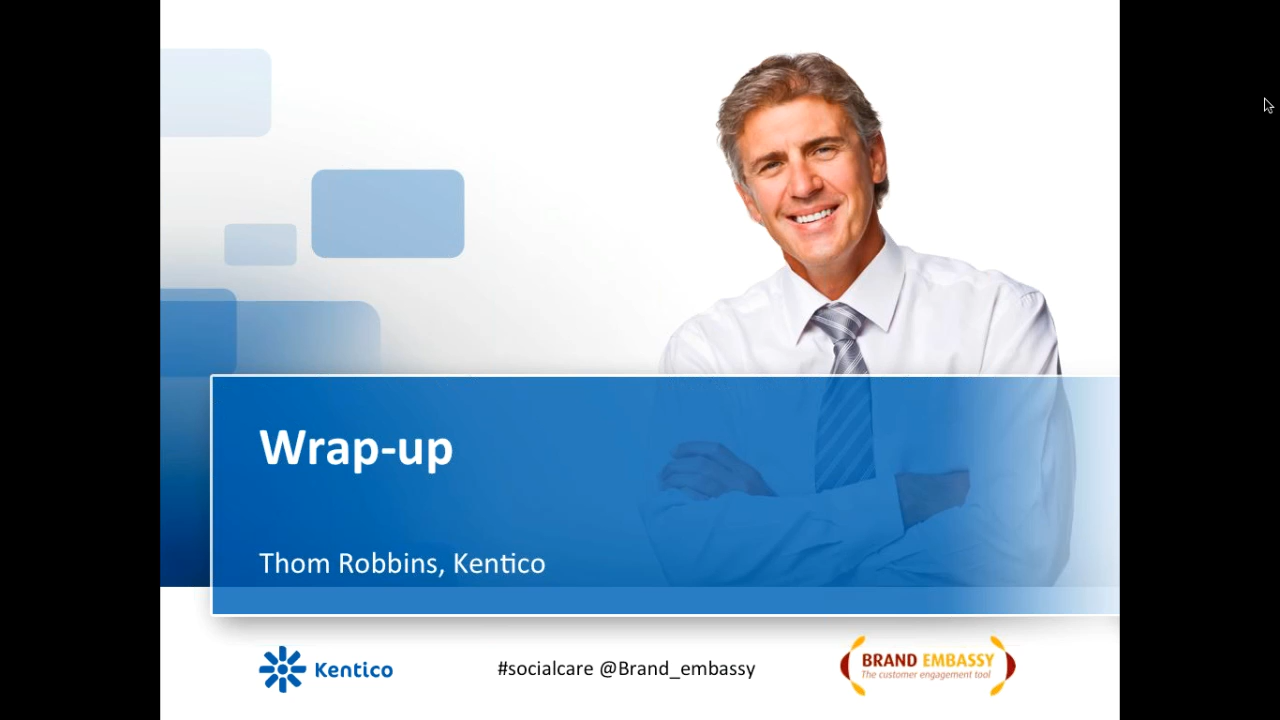 Wrap-up
Thom Robbins, Kentico
Kentico
#socialcare @Brand_embassy
BRAND EMBASSY
The customer engagement tool